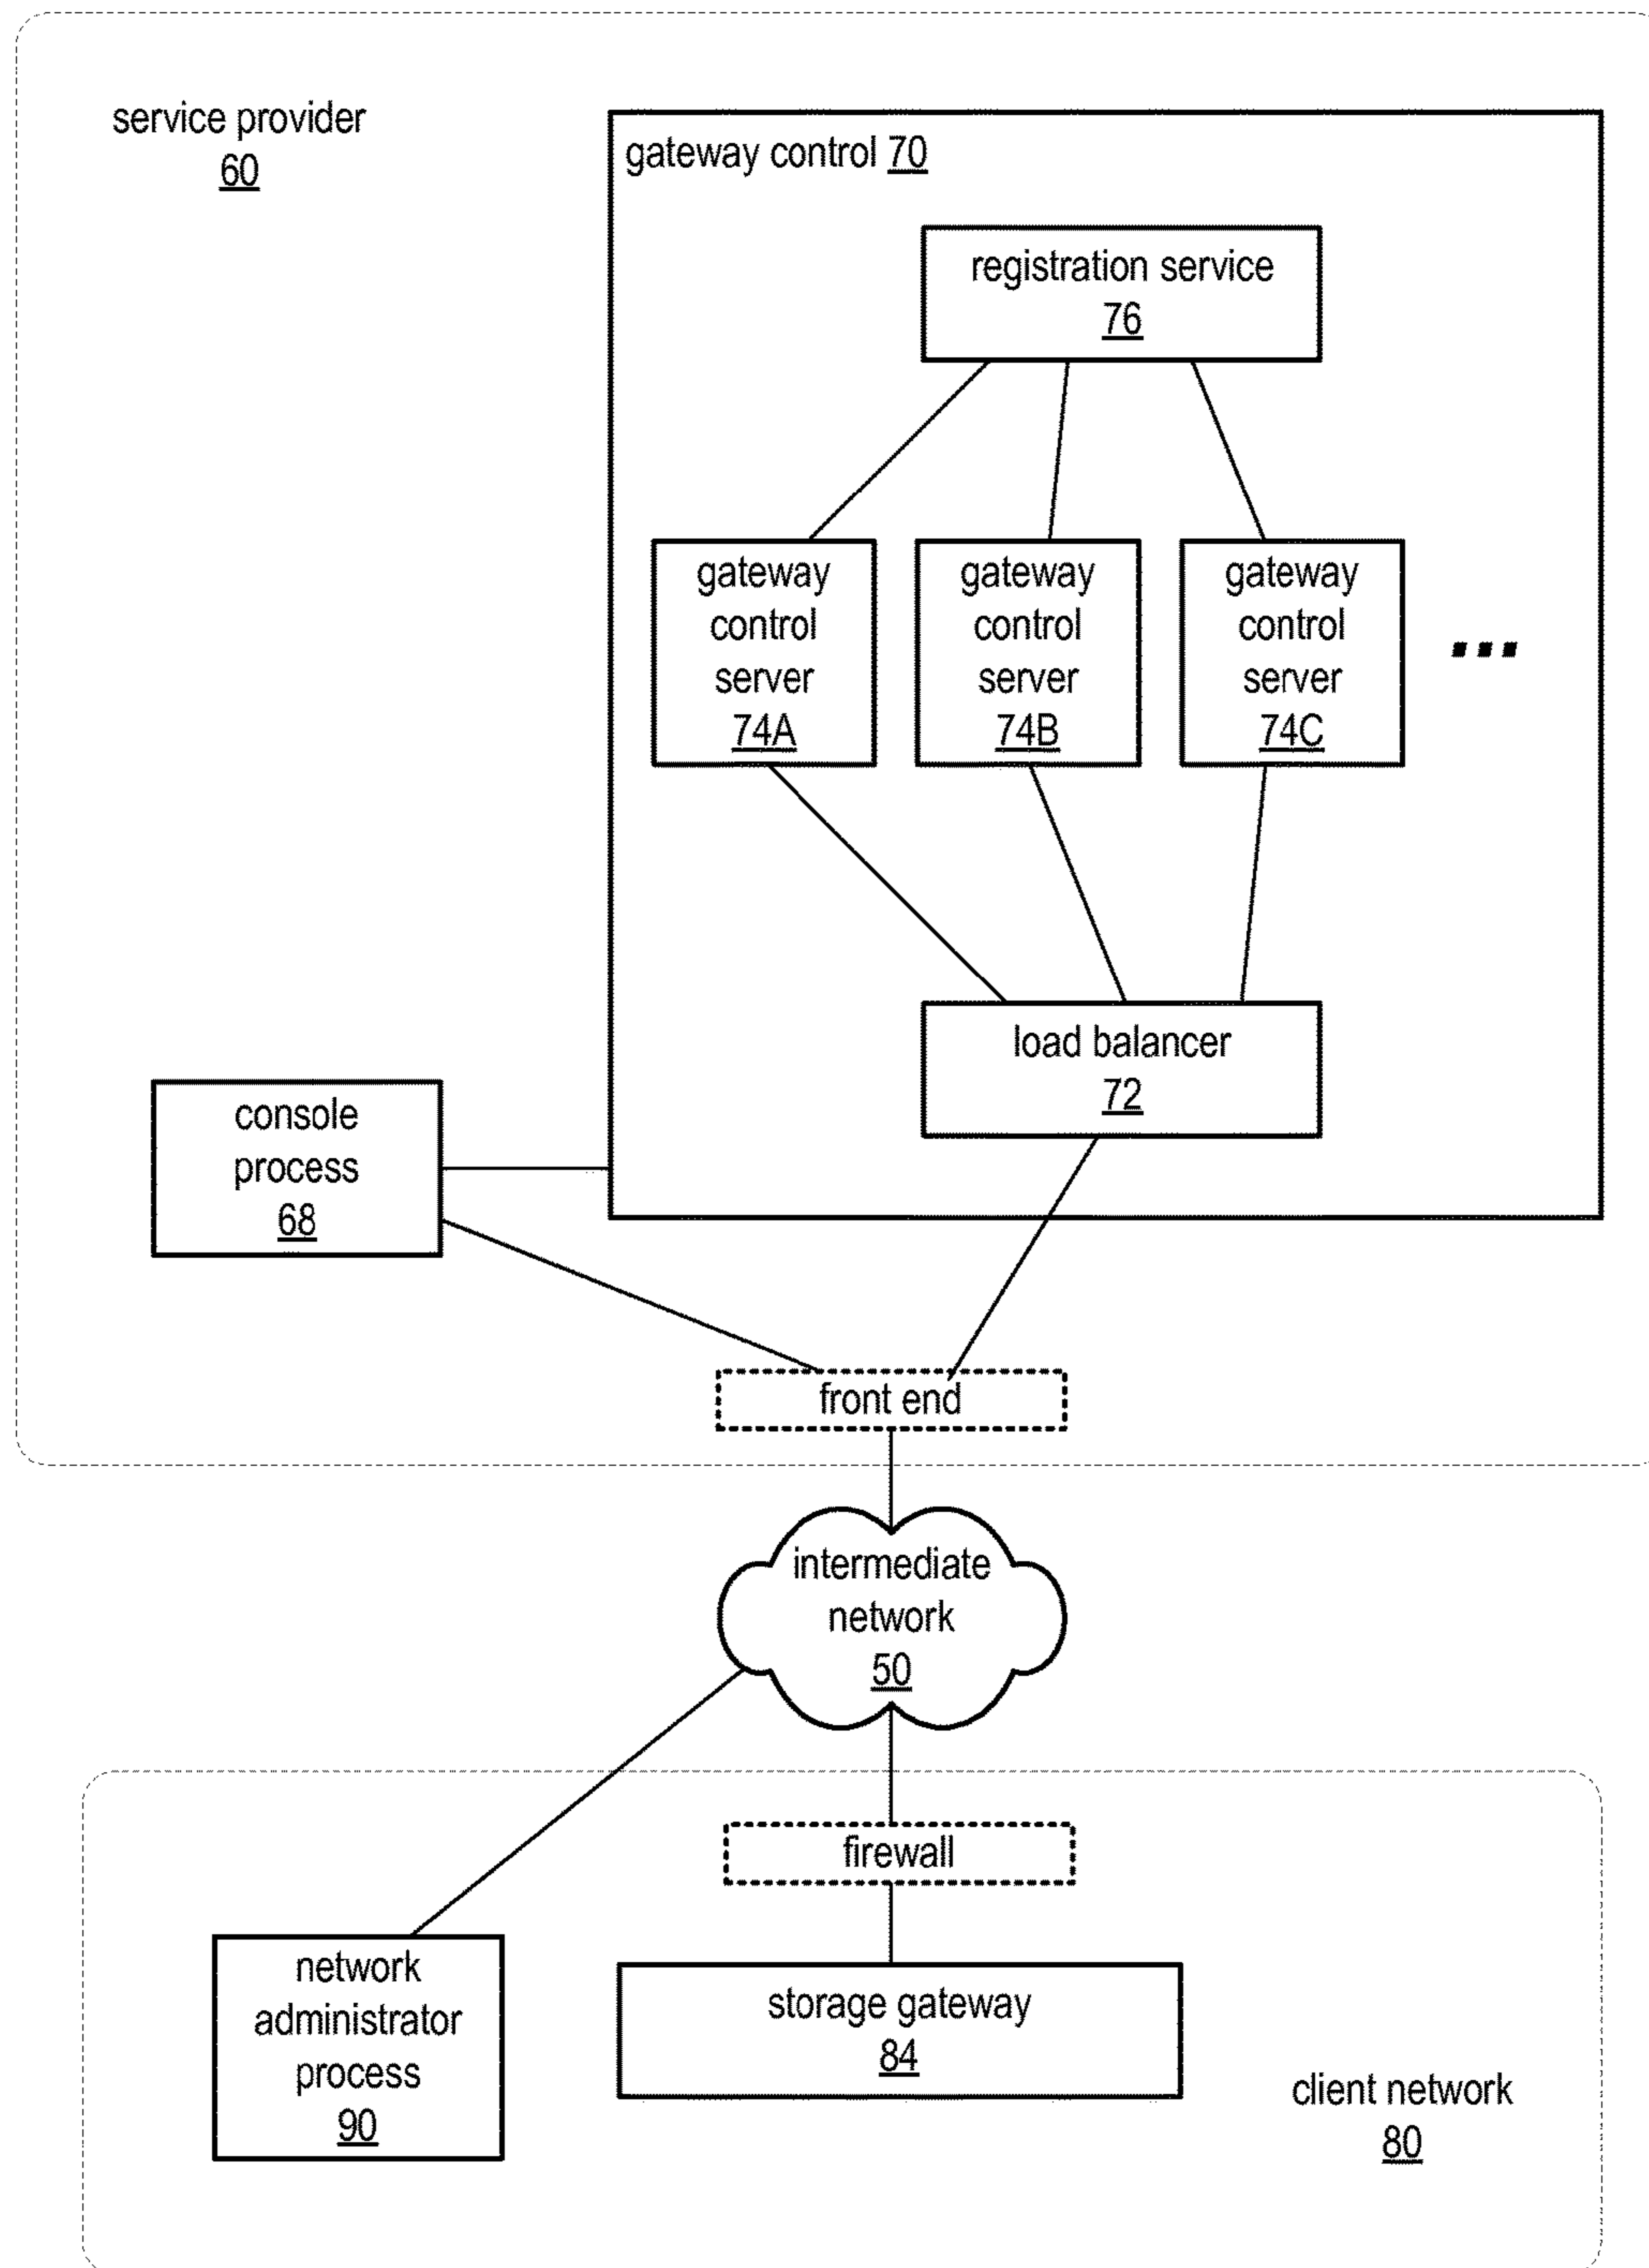 service provider
60
gateway control 70
registration service
76
gateway
control
server
74A
gateway
control
server
74B
gateway
control
server
74C
...
load balancer
72
console
process
68
front end
intermediate
network
50
firewall
network
administrator
process
90
storage gateway
84
client network
80